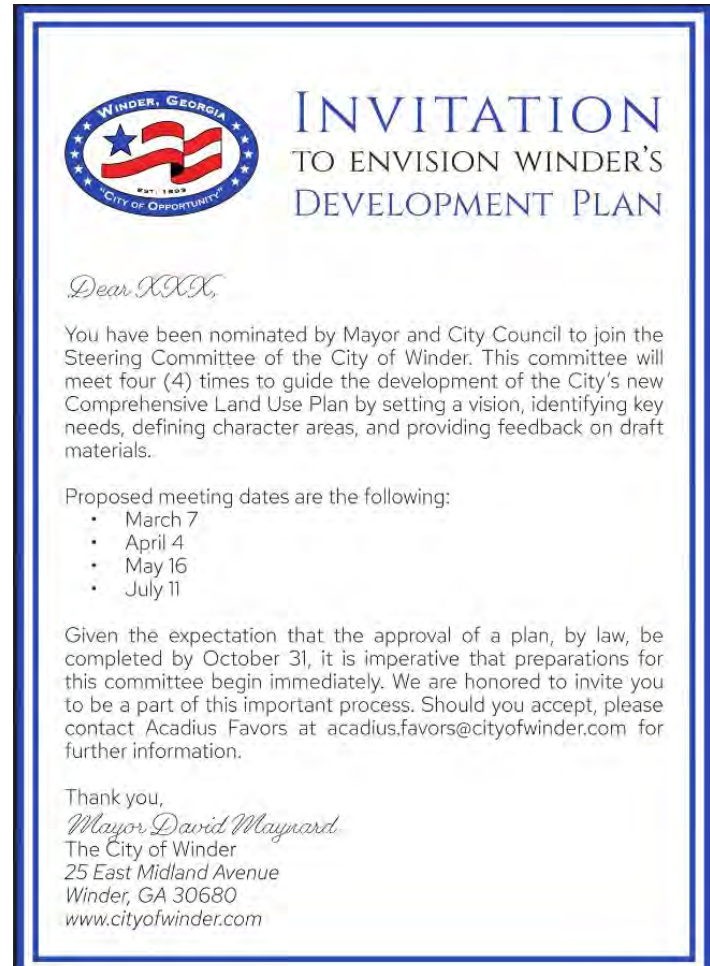 WINDER, GEORGIA
EST. 1893
"CITY OF OPPORTUNITY"
INVITATION
TO ENVISION WINDER'S
DEVELOPMENT PLAN
Dear XXX,
You have been nominated by Mayor and City Council to join the
Steering Committee of the City of Winder. This committee will
meet four (4) times to guide the development of the City's new
Comprehensive Land Use Plan by setting a vision, identifying key
needs, defining character areas, and providing feedback on draft
materials.
Proposed meeting dates are the following:
• March 7
• April 4
• May 16
• July 11
Given the expectation that the approval of a plan, by law, be
completed by October 31, it is imperative that preparations for
this committee begin immediately. We are honored to invite you
to be a part of this important process. Should you accept, please
contact Acadius Favors at acadius.favors@cityofwinder.com for
further information.
Thank you,
Mayor David Maynard
The City of Winder
25 East Midland Avenue
Winder, GA 30680
www.cityofwinder.com